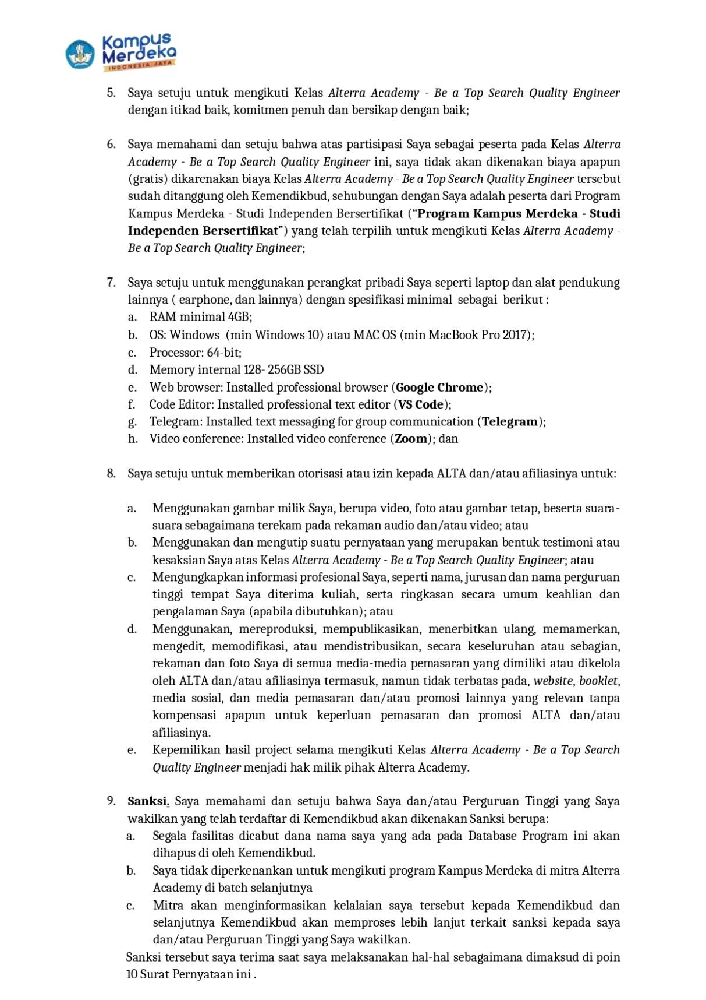 Kampus
Merdeka
INDONESIA JAYA
5. Saya setuju untuk mengikuti Kelas Alterra Academy - Be a Top Search Quality Engineer
dengan itikad baik, komitmen penuh dan bersikap dengan baik;
6. Saya memahami dan setuju bahwa atas partisipasi Saya sebagai peserta pada Kelas Alterra
Academy - Be a Top Search Quality Engineer ini, saya tidak akan dikenakan biaya apapun
(gratis) dikarenakan biaya Kelas Alterra Academy - Be a Top Search Quality Engineer tersebut
sudah ditanggung oleh Kemendikbud, sehubungan dengan Saya adalah peserta dari Program
Kampus Merdeka - Studi Independen Bersertifikat (“Program Kampus Merdeka - Studi
Independen Bersertifikat”) yang telah terpilih untuk mengikuti Kelas Alterra Academy -
Be a Top Search Quality Engineer;
7. Saya setuju untuk menggunakan perangkat pribadi Saya seperti laptop dan alat pendukung
lainnya ( earphone, dan lainnya) dengan spesifikasi minimal sebagai berikut :
a. RAM minimal 4GB;
b. OS: Windows (min Windows 10) atau MAC OS (min MacBook Pro 2017);
c. Processor: 64-bit;
d. Memory internal 128- 256GB SSD
e. Web browser: Installed professional browser (Google Chrome);
f. Code Editor: Installed professional text editor (VS Code);
g. Telegram: Installed text messaging for group communication (Telegram);
h. Video conference: Installed video conference (Zoom); dan
8. Saya setuju untuk memberikan otorisasi atau izin kepada ALTA dan/atau afiliasinya untuk:
a. Menggunakan gambar milik Saya, berupa video, foto atau gambar tetap, beserta suara-
suara sebagaimana terekam pada rekaman audio dan/atau video; atau
b. Menggunakan dan mengutip suatu pernyataan yang merupakan bentuk testimoni atau
kesaksian Saya atas Kelas Alterra Academy - Be a Top Search Quality Engineer; atau
c. Mengungkapkan informasi profesional Saya, seperti nama, jurusan dan nama perguruan
tinggi tempat Saya diterima kuliah, serta ringkasan secara umum keahlian dan
pengalaman Saya (apabila dibutuhkan); atau
d. Menggunakan, mereproduksi, mempublikasikan, menerbitkan ulang, memamerkan,
mengedit, memodifikasi, atau mendistribusikan, secara keseluruhan atau sebagian,
rekaman dan foto Saya di semua media-media pemasaran yang dimiliki atau dikelola
oleh ALTA dan/atau afiliasinya termasuk, namun tidak terbatas pada, website, booklet,
media sosial, dan media pemasaran dan/atau promosi lainnya yang relevan tanpa
kompensasi apapun untuk keperluan pemasaran dan promosi ALTA dan/atau
afiliasinya.
e. Kepemilikan hasil project selama mengikuti Kelas Alterra Academy - Be a Top Search
Quality Engineer menjadi hak milik pihak Alterra Academy.
9. Sanksi. Saya memahami dan setuju bahwa Saya dan/atau Perguruan Tinggi yang Saya
wakilkan yang telah terdaftar di Kemendikbud akan dikenakan Sanksi berupa:
a. Segala fasilitas dicabut dana nama saya yang ada pada Database Program ini akan
dihapus di oleh Kemendikbud.
b. Saya tidak diperkenankan untuk mengikuti program Kampus Merdeka di mitra Alterra
Academy di batch selanjutnya
c. Mitra akan menginformasikan kelalaian saya tersebut kepada Kemendikbud dan
selanjutnya Kemendikbud akan memproses lebih lanjut terkait sanksi kepada saya
dan/atau Perguruan Tinggi yang Saya wakilkan.
Sanksi tersebut saya terima saat saya melaksanakan hal-hal sebagaimana dimaksud di poin
10 Surat Pernyataan ini .